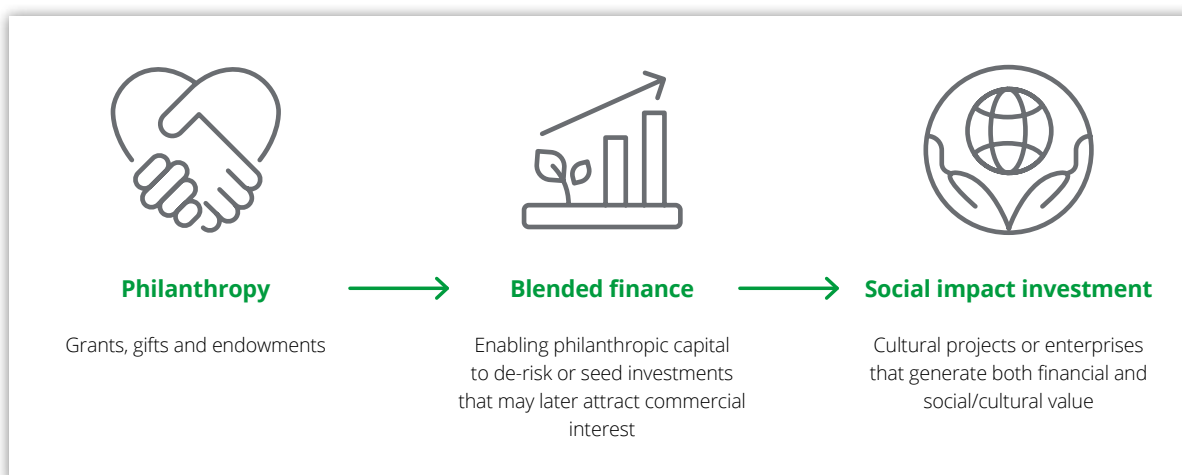 Philanthropy
Grants, gifts and endowments
Blended finance
Enabling philanthropic capital
to de-risk or seed investments
that may later attract commercial
interest
Social impact investment
Cultural projects or enterprises
that generate both financial and
social/cultural value